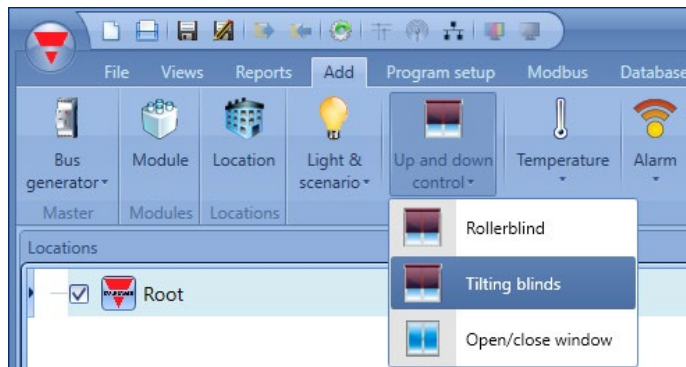 File Views Reports Add Program setup Modbus Database
Bus generator
Module
Location
Light & scenario
Up and down control
Temperature
Alarm
Master Modules Locations
Locations
Root
Rollerblind
Tilting blinds
Open/close window